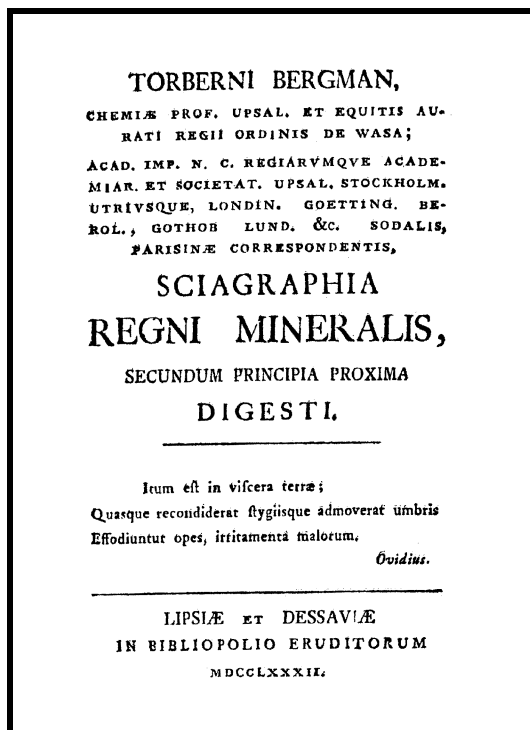 TORBERNI BERGMAN,
CHEMIÆ PROF. UPSAL. ET EQUITIS AU-
RATI REGII ORDINIS DE WASA;
ACAD. IMP. N. C. REGIARVMQVE ACADE-
MIAR. ET SOCIETAT. UPSAL. STOCKHOLM.
UTRIVSQUE, LONDIN. GOETTING. BE-
ROL., GOTHOB LUND. &c. SODALIS,
PARISINÆ CORRESPONDENTIS,
SCIAGRAPHIA
REGNI MINERALIS,
SECUNDUM PRINCIPIA PROXIMA
DIGESTI.
Itum eſt in viſcera terræ;
Quasque recondiderat ſtygiisque admoverat umbris
Effodiuntur opes, irritamenta malorum.
Ovidius.
LIPSIÆ ET DESSAVIÆ
IN BIBLIOPOLIO ERUDITORUM
MDCCLXXXII.